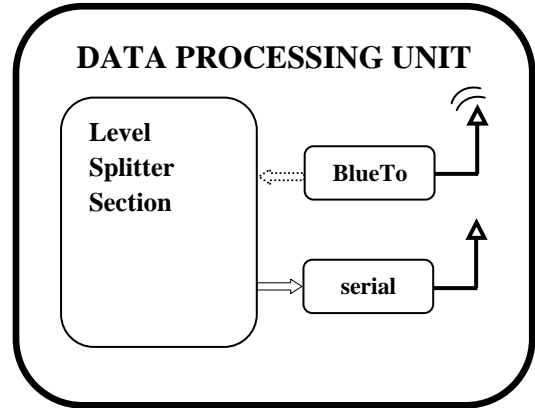 DATA PROCESSING UNIT
Level
Splitter
Section
BlueTo
serial